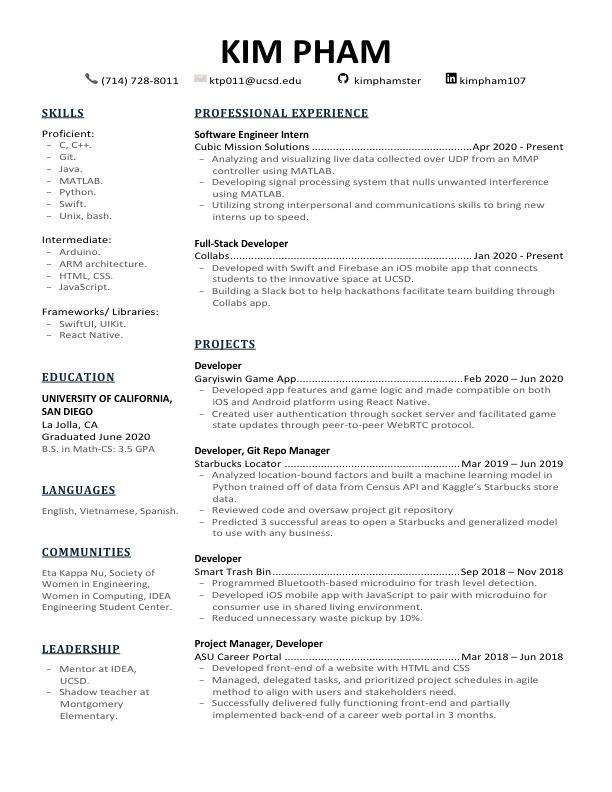 KIM PHAM
(714) 728-8011 ktp011@ucsd.edu kimphamster kimpham107
SKILLS
Proficient:
– C, C++.
– Git.
– Java.
– MATLAB.
– Python.
– Swift.
– Unix, bash.
Intermediate:
– Arduino.
– ARM architecture.
– HTML, CSS.
– JavaScript.
Frameworks/ Libraries:
– SwiftUI, UIKit.
– React Native.
EDUCATION
UNIVERSITY OF CALIFORNIA,
SAN DIEGO
La Jolla, CA
Graduated June 2020
B.S. in Math-CS: 3.5 GPA
LANGUAGES
English, Vietnamese, Spanish.
COMMUNITIES
Eta Kappa Nu, Society of
Women in Engineering,
Women in Computing, IDEA
Engineering Student Center.
LEADERSHIP
– Mentor at IDEA,
UCSD.
– Shadow teacher at
Montgomery
Elementary.
PROFESSIONAL EXPERIENCE
Software Engineer Intern
Cubic Mission Solutions ................................................ Apr 2020 - Present
– Analyzing and visualizing live data collected over UDP from an MMP
controller using MATLAB.
– Developing signal processing system that nulls unwanted interference
using MATLAB.
– Utilizing strong interpersonal and communications skills to bring new
interns up to speed.
Full-Stack Developer
Collabs........................................................................ Jan 2020 - Present
– Developed with Swift and Firebase an iOS mobile app that connects
students to the innovative space at UCSD.
– Building a Slack bot to help hackathons facilitate team building through
Collabs app.
PROJECTS
Developer
Garyiswin Game App.................................................. Feb 2020 – Jun 2020
– Developed app features and game logic and made compatible on both
iOS and Android platform using React Native.
– Created user authentication through socket server and facilitated game
state updates through peer-to-peer WebRTC protocol.
Developer, Git Repo Manager
Starbucks Locator ..................................................... Mar 2019 – Jun 2019
– Analyzed location-bound factors and built a machine learning model in
Python trained off of data from Census API and Kaggle’s Starbucks store
data.
– Reviewed code and oversaw project git repository
– Predicted 3 successful areas to open a Starbucks and generalized model
to use with any business.
Developer
Smart Trash Bin......................................................... Sep 2018 – Nov 2018
– Programmed Bluetooth-based microduino for trash level detection.
– Developed iOS mobile app with JavaScript to pair with microduino for
consumer use in shared living environment.
– Reduced unnecessary waste pickup by 10%.
Project Manager, Developer
ASU Career Portal ..................................................... Mar 2018 – Jun 2018
– Developed front-end of a website with HTML and CSS
– Managed, delegated tasks, and prioritized project schedules in agile
method to align with users and stakeholders need.
– Successfully delivered fully functioning front-end and partially
implemented back-end of a career web portal in 3 months.